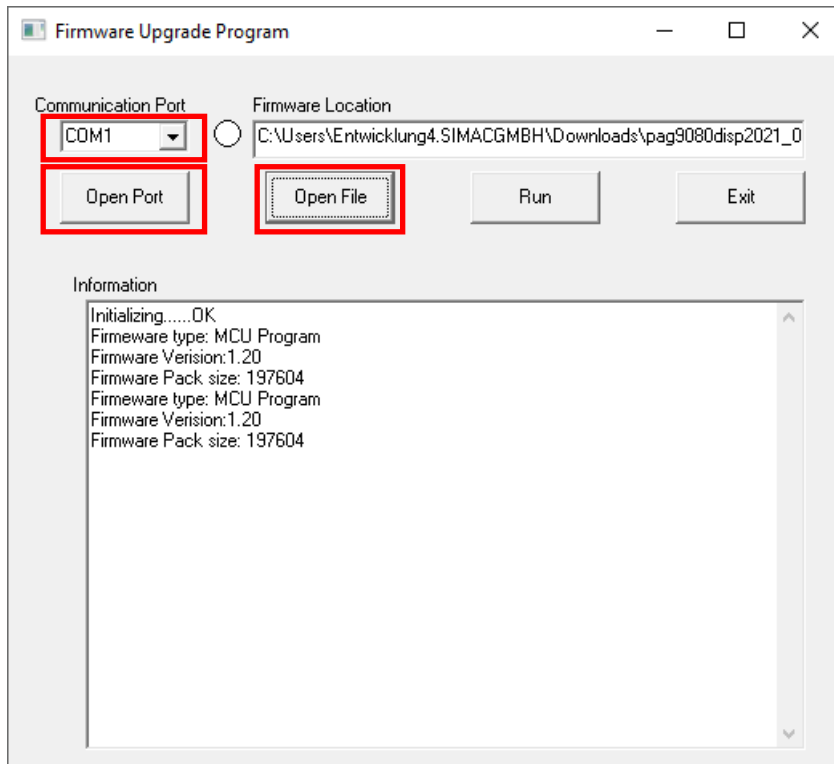 Firmware Upgrade Program
Communication Port
Firmware Location
COM1
C:\Users\Entwicklung4.SIMACGMBH\Downloads\pag9080disp2021_0
Open Port
Open File
Run
Exit
Information
Initializing......OK
Firmeware type: MCU Program
Firmware Verision:1.20
Firmware Pack size: 197604
Firmeware type: MCU Program
Firmware Verision:1.20
Firmware Pack size: 197604